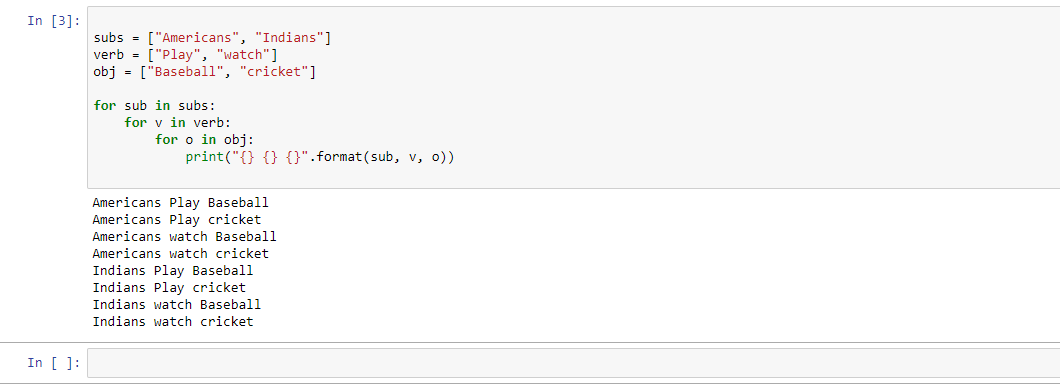 In [3]:
subs = ["Americans", "Indians"]
verb = ["Play", "watch"]
obj = ["Baseball", "cricket"]

for sub in subs:
    for v in verb:
        for o in obj:
            print("{} {} {}".format(sub, v, o))

Americans Play Baseball
Americans Play cricket
Americans watch Baseball
Americans watch cricket
Indians Play Baseball
Indians Play cricket
Indians watch Baseball
Indians watch cricket
In [ ]: